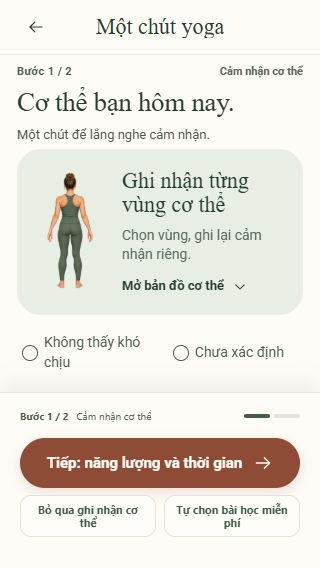 Một chút yoga
Bước 1 / 2
Cảm nhận cơ thể
Cơ thể bạn hôm nay.
Một chút để lắng nghe cảm nhận.
Ghi nhận từng
vùng cơ thể
Chọn vùng, ghi lại cảm
nhận riêng.
Mở bản đồ cơ thể
Không thấy khó
chịu
Chưa xác định
Bước 1 / 2 Cảm nhận cơ thể
Tiếp: năng lượng và thời gian
Bỏ qua ghi nhận cơ
thể
Tự chọn bài học miễn
phí